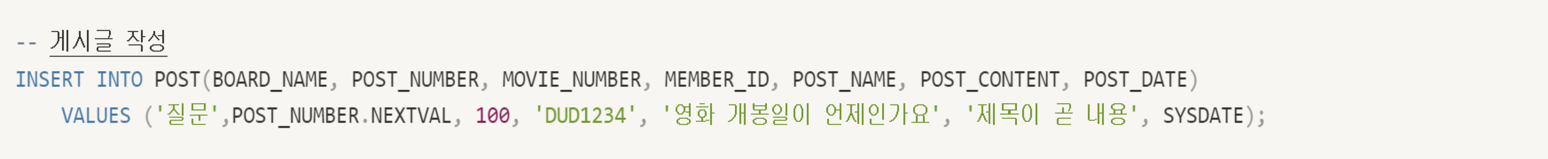 -- 게시글 작성
INSERT INTO POST(BOARD_NAME, POST_NUMBER, MOVIE_NUMBER, MEMBER_ID, POST_NAME, POST_CONTENT, POST_DATE)
VALUES ('질문',POST_NUMBER.NEXTVAL, 100, 'DUD1234', '영화 개봉일이 언제인가요', '제목이 곧 내용', SYSDATE);